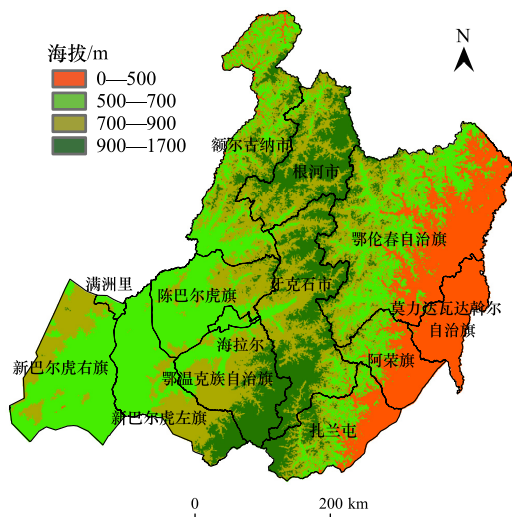 海拔/m
0—500
500—700
700—900
900—1700
N
额尔古纳市
根河市
鄂伦春自治旗
满洲里
陈巴尔虎旗
牙克石市
莫力达瓦达斡尔
自治旗
海拉尔
阿荣旗
新巴尔虎右旗
鄂温克族自治旗
新巴尔虎左旗
扎兰屯
0
200 km